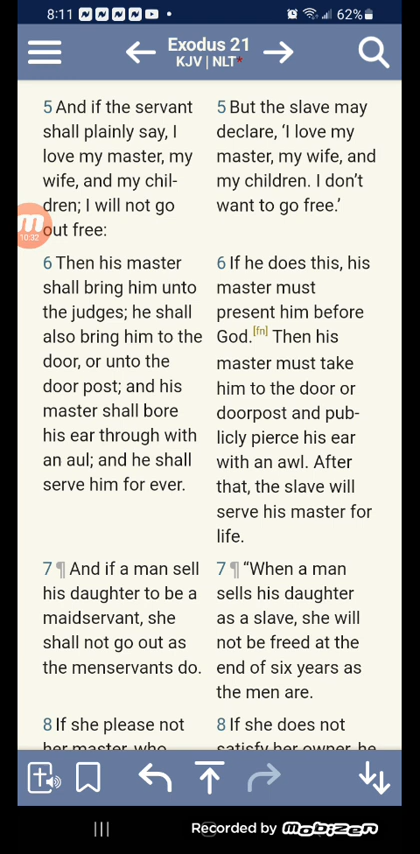 8:11
62%
Exodus 21
KJV | NLT*
5 And if the servant
shall plainly say, I
love my master, my
wife, and my chil-
dren; I will not go
out free:
6 Then his master
shall bring him unto
the judges; he shall
also bring him to the
door, or unto the
door post; and his
master shall bore
his ear through with
an aul; and he shall
serve him for ever.
7 ¶ And if a man sell
his daughter to be a
maidservant, she
shall not go out as
the menservants do.
8 If she please not
her master, who
5 But the slave may
declare, ‘I love my
master, my wife, and
my children. I don’t
want to go free.’
6 If he does this, his
master must
present him before
God.[fn] Then his
master must take
him to the door or
doorpost and pub-
licly pierce his ear
with an awl. After
that, the slave will
serve his master for
life.
7 ¶ “When a man
sells his daughter
as a slave, she will
not be freed at the
end of six years as
the men are.
8 If she does not
satisfy her owner, he
m
10:32
Recorded by mobizen